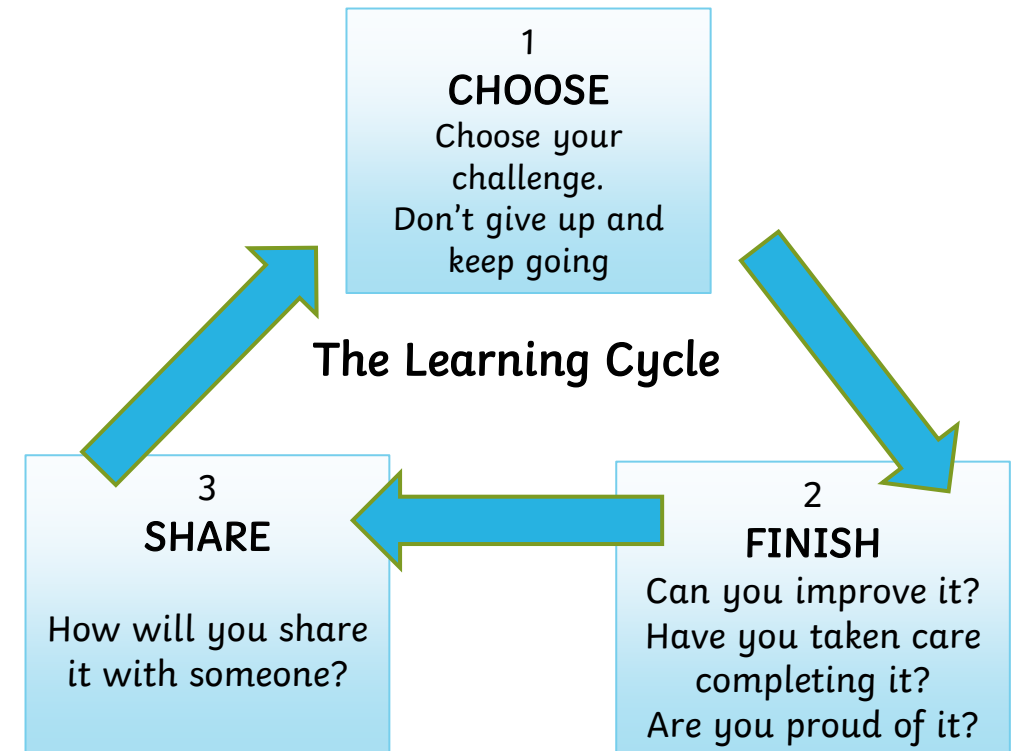 1
CHOOSE
Choose your
challenge.
Don't give up and
keep going
The Learning Cycle
3
SHARE
How will you share
it with someone?
2
FINISH
Can you improve it?
Have you taken care
completing it?
Are you proud of it?